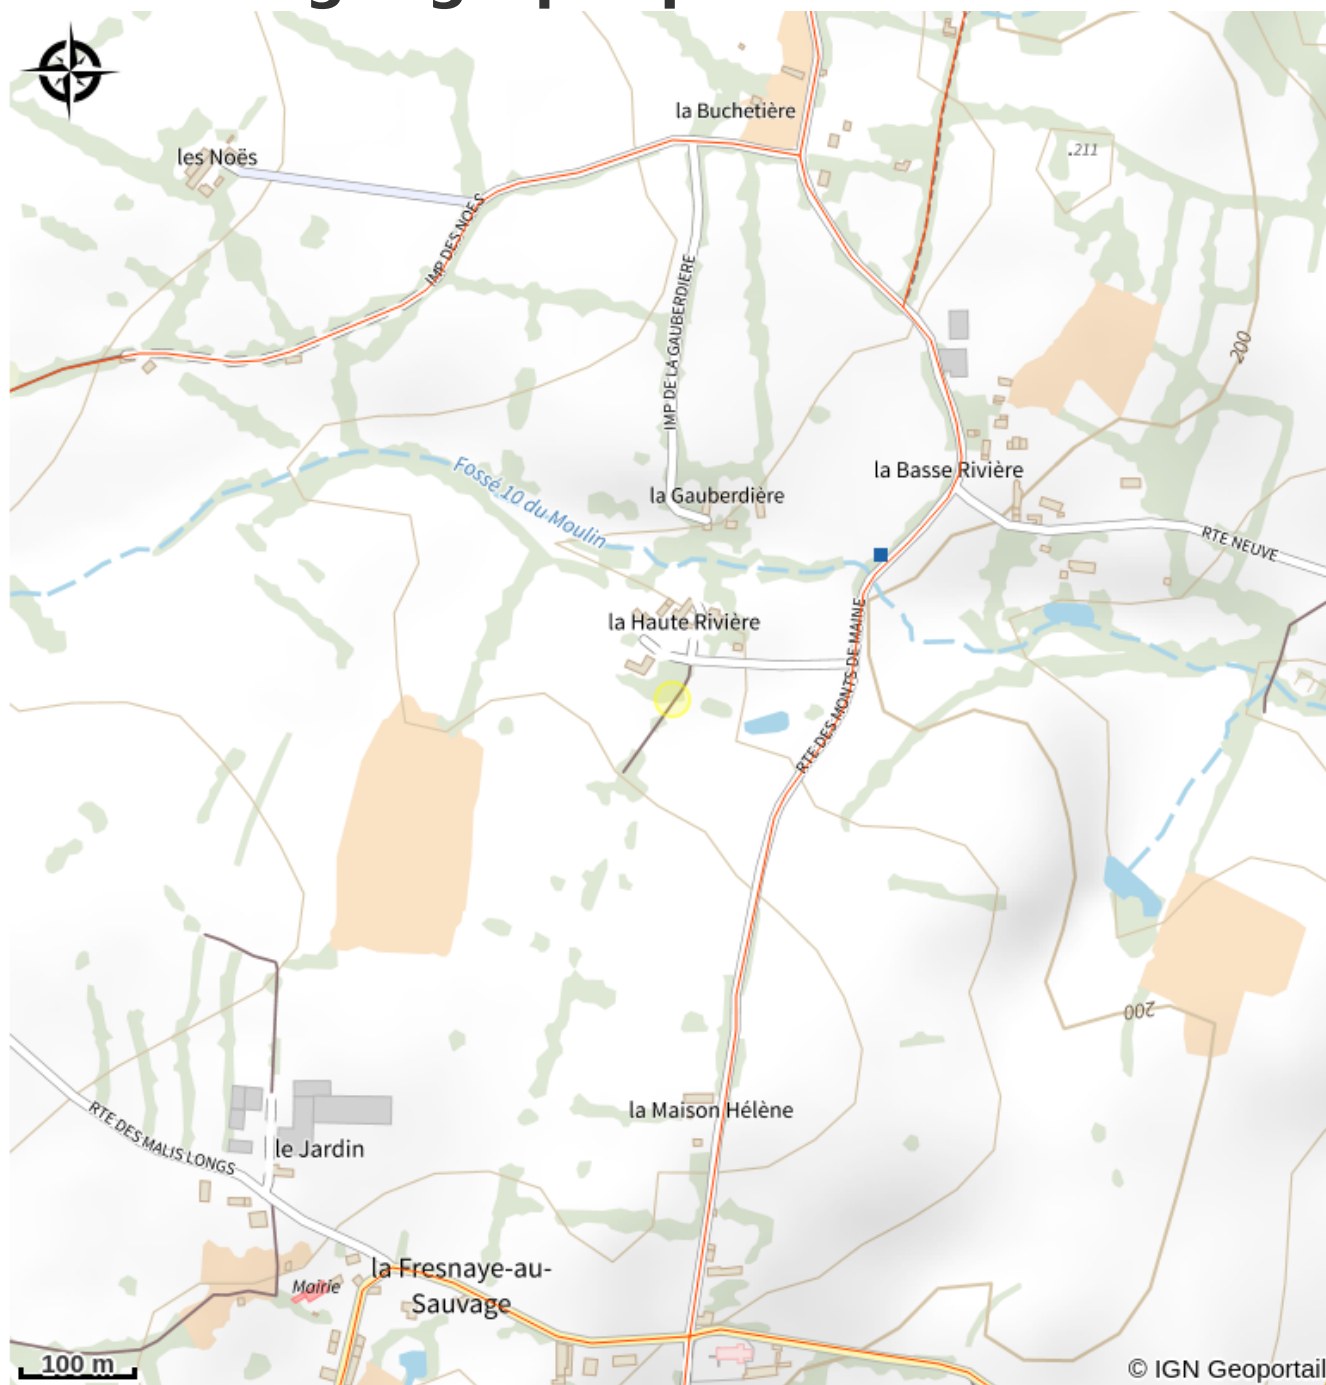 la Buchetière
les Noës
.211
IMP DES NOES
IMP DE LA GAUBERDIERE
200
la Basse Rivière
Fossé 10 du Moulin
la Gauberdière
RTE NEUVE
la Haute Rivière
RTE DES MONTS DE MAINE
200
RTE DES MALIS LONGS
la Maison Hélène
le Jardin
la Fresnaye-au-
Sauvage
Mairie
100 m
© IGN Geoportail